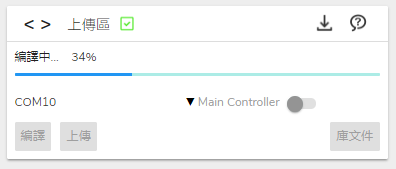 < > 上傳區
編譯中... 34%
COM10 ▼ Main Controller
編譯 上傳 庫文件